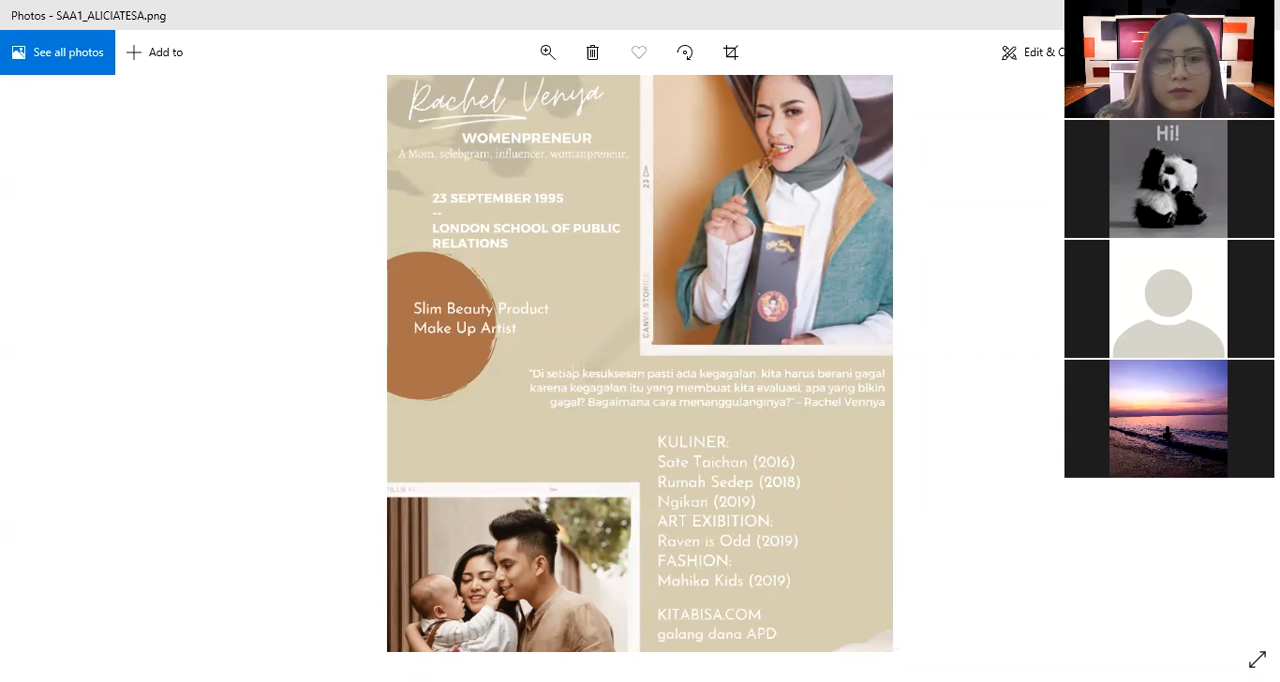 Photos - SAA1_ALICIATESA.png
See all photos
Add to
Edit & C
Hi!
Rachel Venya
WOMENPRENEUR
A Mom, selebgram, influencer, womanpreneur.
23 SEPTEMBER 1995
--
LONDON SCHOOL OF PUBLIC
RELATIONS
23
CANVA STORIES
Slim Beauty Product
Make Up Artist
"Di setiap kesuksesan pasti ada kegagalan, kita harus berani gagal
karena kegagalan itu yang membuat kita evaluasi, apa yang bikin
gagal? Bagaimana cara menanggulanginya?" – Rachel Vennya
KULINER:
Sate Taichan (2016)
Rumah Sedep (2018)
Ngikan (2019)
ART EXIBITION:
Raven is Odd (2019)
FASHION:
Mahika Kids (2019)
KITABISA.COM
galang dana APD